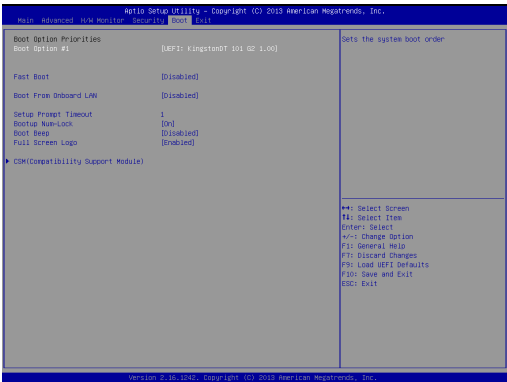 Aptio Setup Utility - Copyright (C) 2013 American Megatrends, Inc.
Main Advanced H/W Monitor Security Boot Exit
Boot Option Priorities
Boot Option #1 [UEFI: KingstonDT 101 G2 1.00]
Fast Boot [Disabled]
Boot From Onboard LAN [Disabled]
Setup Prompt Timeout 1
Bootup Num-Lock [On]
Boot Beep [Disabled]
Full Screen Logo [Enabled]
CSM(Compatibility Support Module)
Sets the system boot order
→←: Select Screen
↑↓: Select Item
Enter: Select
+/-: Change Option
F1: General Help
F7: Discard Changes
F9: Load UEFI Defaults
F10: Save and Exit
ESC: Exit
Version 2.16.1242. Copyright (C) 2013 American Megatrends, Inc.